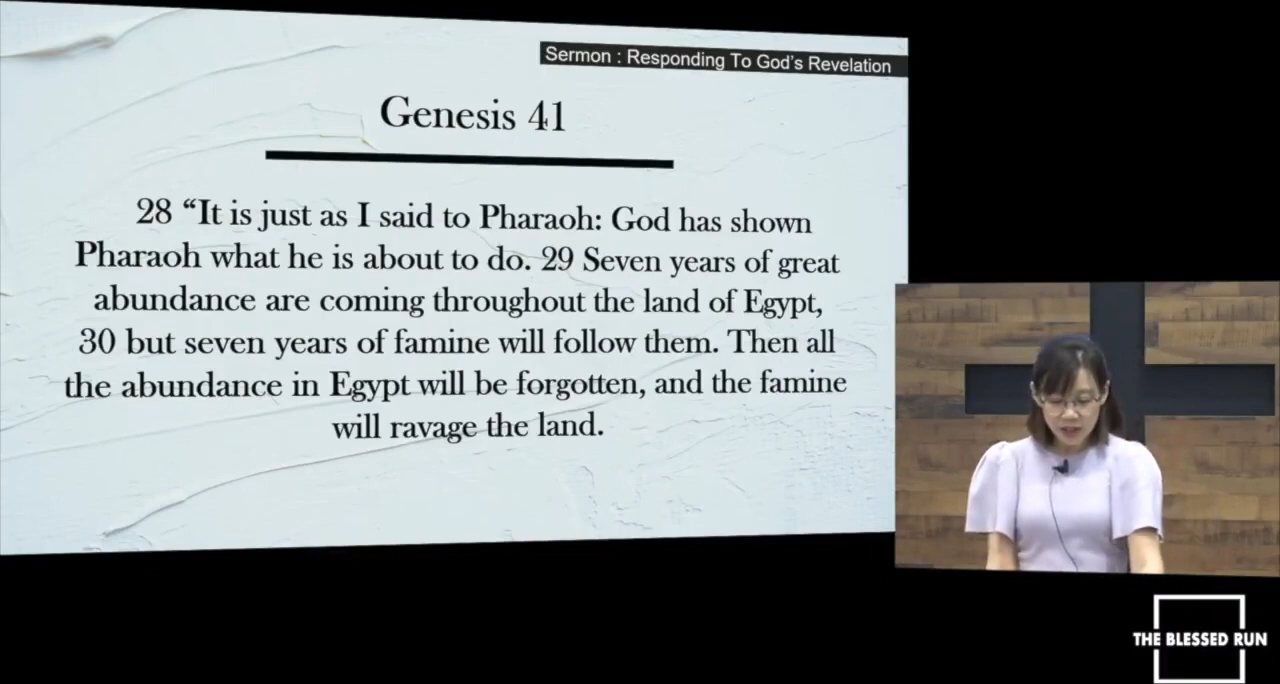 Sermon : Responding To God's Revelation
Genesis 41
28 “It is just as I said to Pharaoh: God has shown
Pharaoh what he is about to do. 29 Seven years of great
abundance are coming throughout the land of Egypt,
30 but seven years of famine will follow them. Then all
the abundance in Egypt will be forgotten, and the famine
will ravage the land.
THE BLESSED RUN